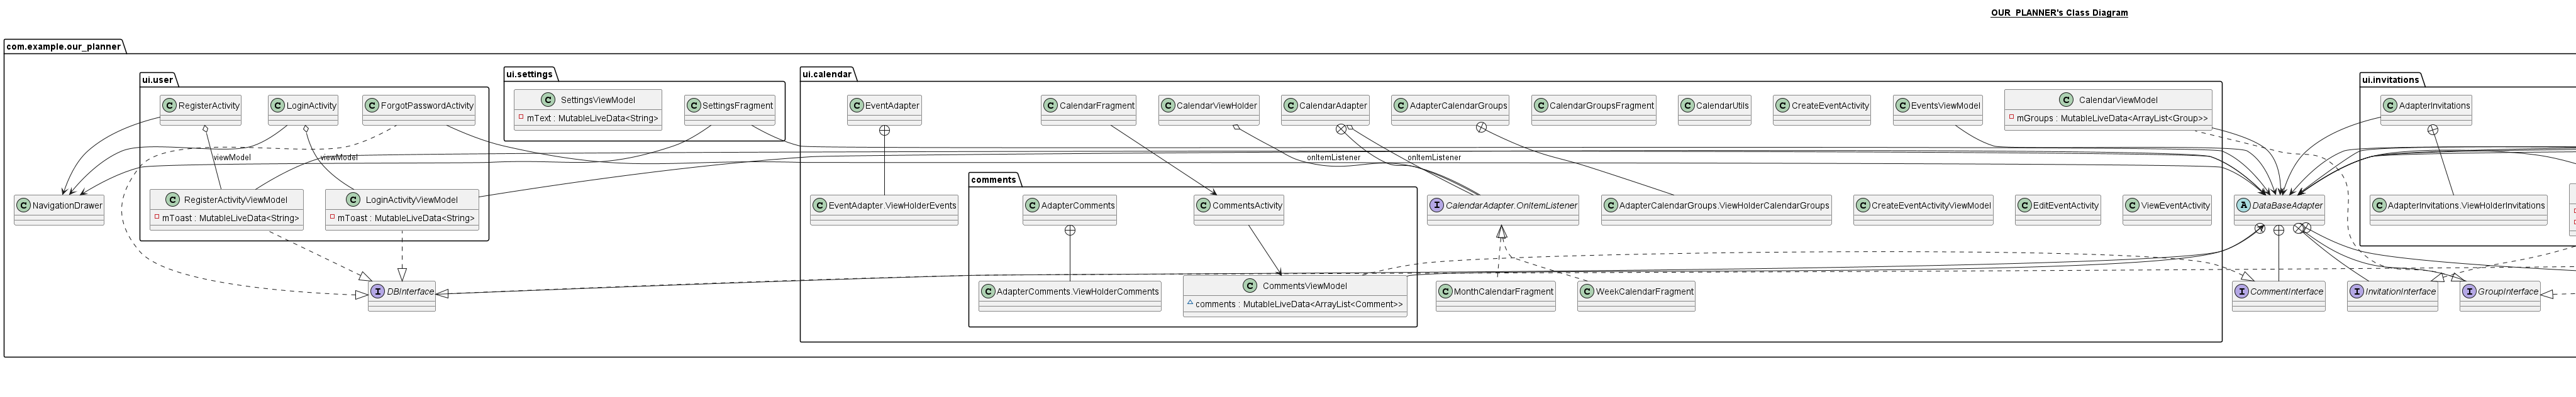 OUR_PLANNER's Class Diagram
com.example.our_planner
ui.user
ui.settings
ui.calendar
ui.invitations
C RegisterActivity
C LoginActivity
C ForgotPasswordActivity
C SettingsViewModel
mText : MutableLiveData<String>
C SettingsFragment
C EventAdapter
C CalendarFragment
C CalendarViewHolder
C CalendarAdapter
C AdapterCalendarGroups
C CalendarGroupsFragment
C CalendarUtils
C CreateEventActivity
C EventsViewModel
C CalendarViewModel
mGroups : MutableLiveData<ArrayList<Group>>
C AdapterInvitations
viewModel
viewModel
onItemListener
onItemListener
C NavigationDrawer
C RegisterActivityViewModel
mToast : MutableLiveData<String>
C LoginActivityViewModel
mToast : MutableLiveData<String>
C EventAdapter.ViewHolderEvents
comments
C AdapterComments
C CommentsActivity
I CalendarAdapter.OnItemListener
C AdapterCalendarGroups.ViewHolderCalendarGroups
C CreateEventActivityViewModel
C EditEventActivity
C ViewEventActivity
A DataBaseAdapter
C AdapterInvitations.ViewHolderInvitations
I DBInterface
C AdapterComments.ViewHolderComments
C CommentsViewModel
comments : MutableLiveData<ArrayList<Comment>>
C MonthCalendarFragment
C WeekCalendarFragment
I CommentInterface
I InvitationInterface
I GroupInterface